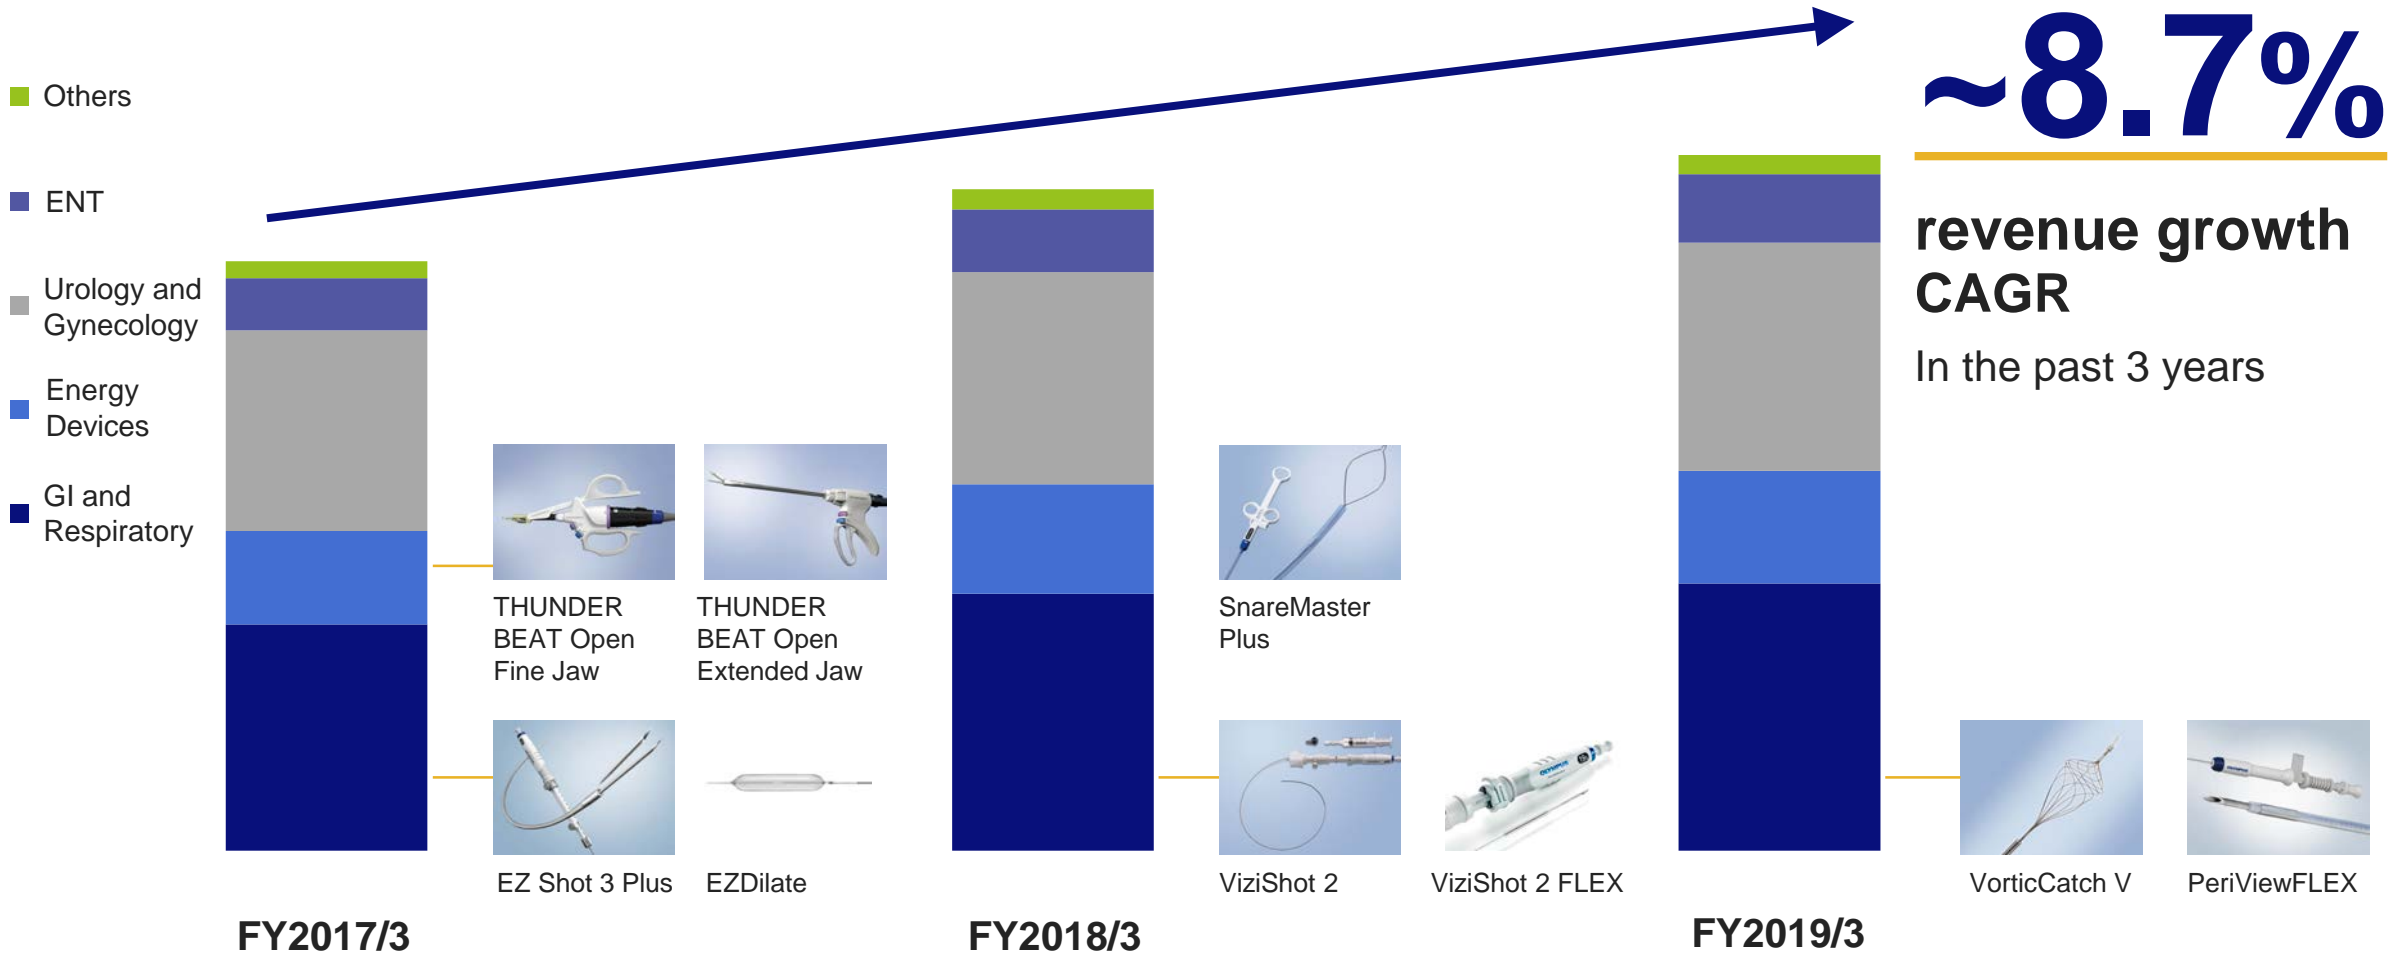 ~8.7%
revenue growth
CAGR
In the past 3 years
Others
ENT
Urology and
Gynecology
Energy
Devices
GI and
Respiratory
THUNDER
BEAT Open
Fine Jaw
THUNDER
BEAT Open
Extended Jaw
SnareMaster
Plus
OLYMPUS
EZ Shot 3 Plus
EZDilate
ViziShot 2
ViziShot 2 FLEX
VorticCatch V
PeriViewFLEX
FY2017/3
FY2018/3
FY2019/3